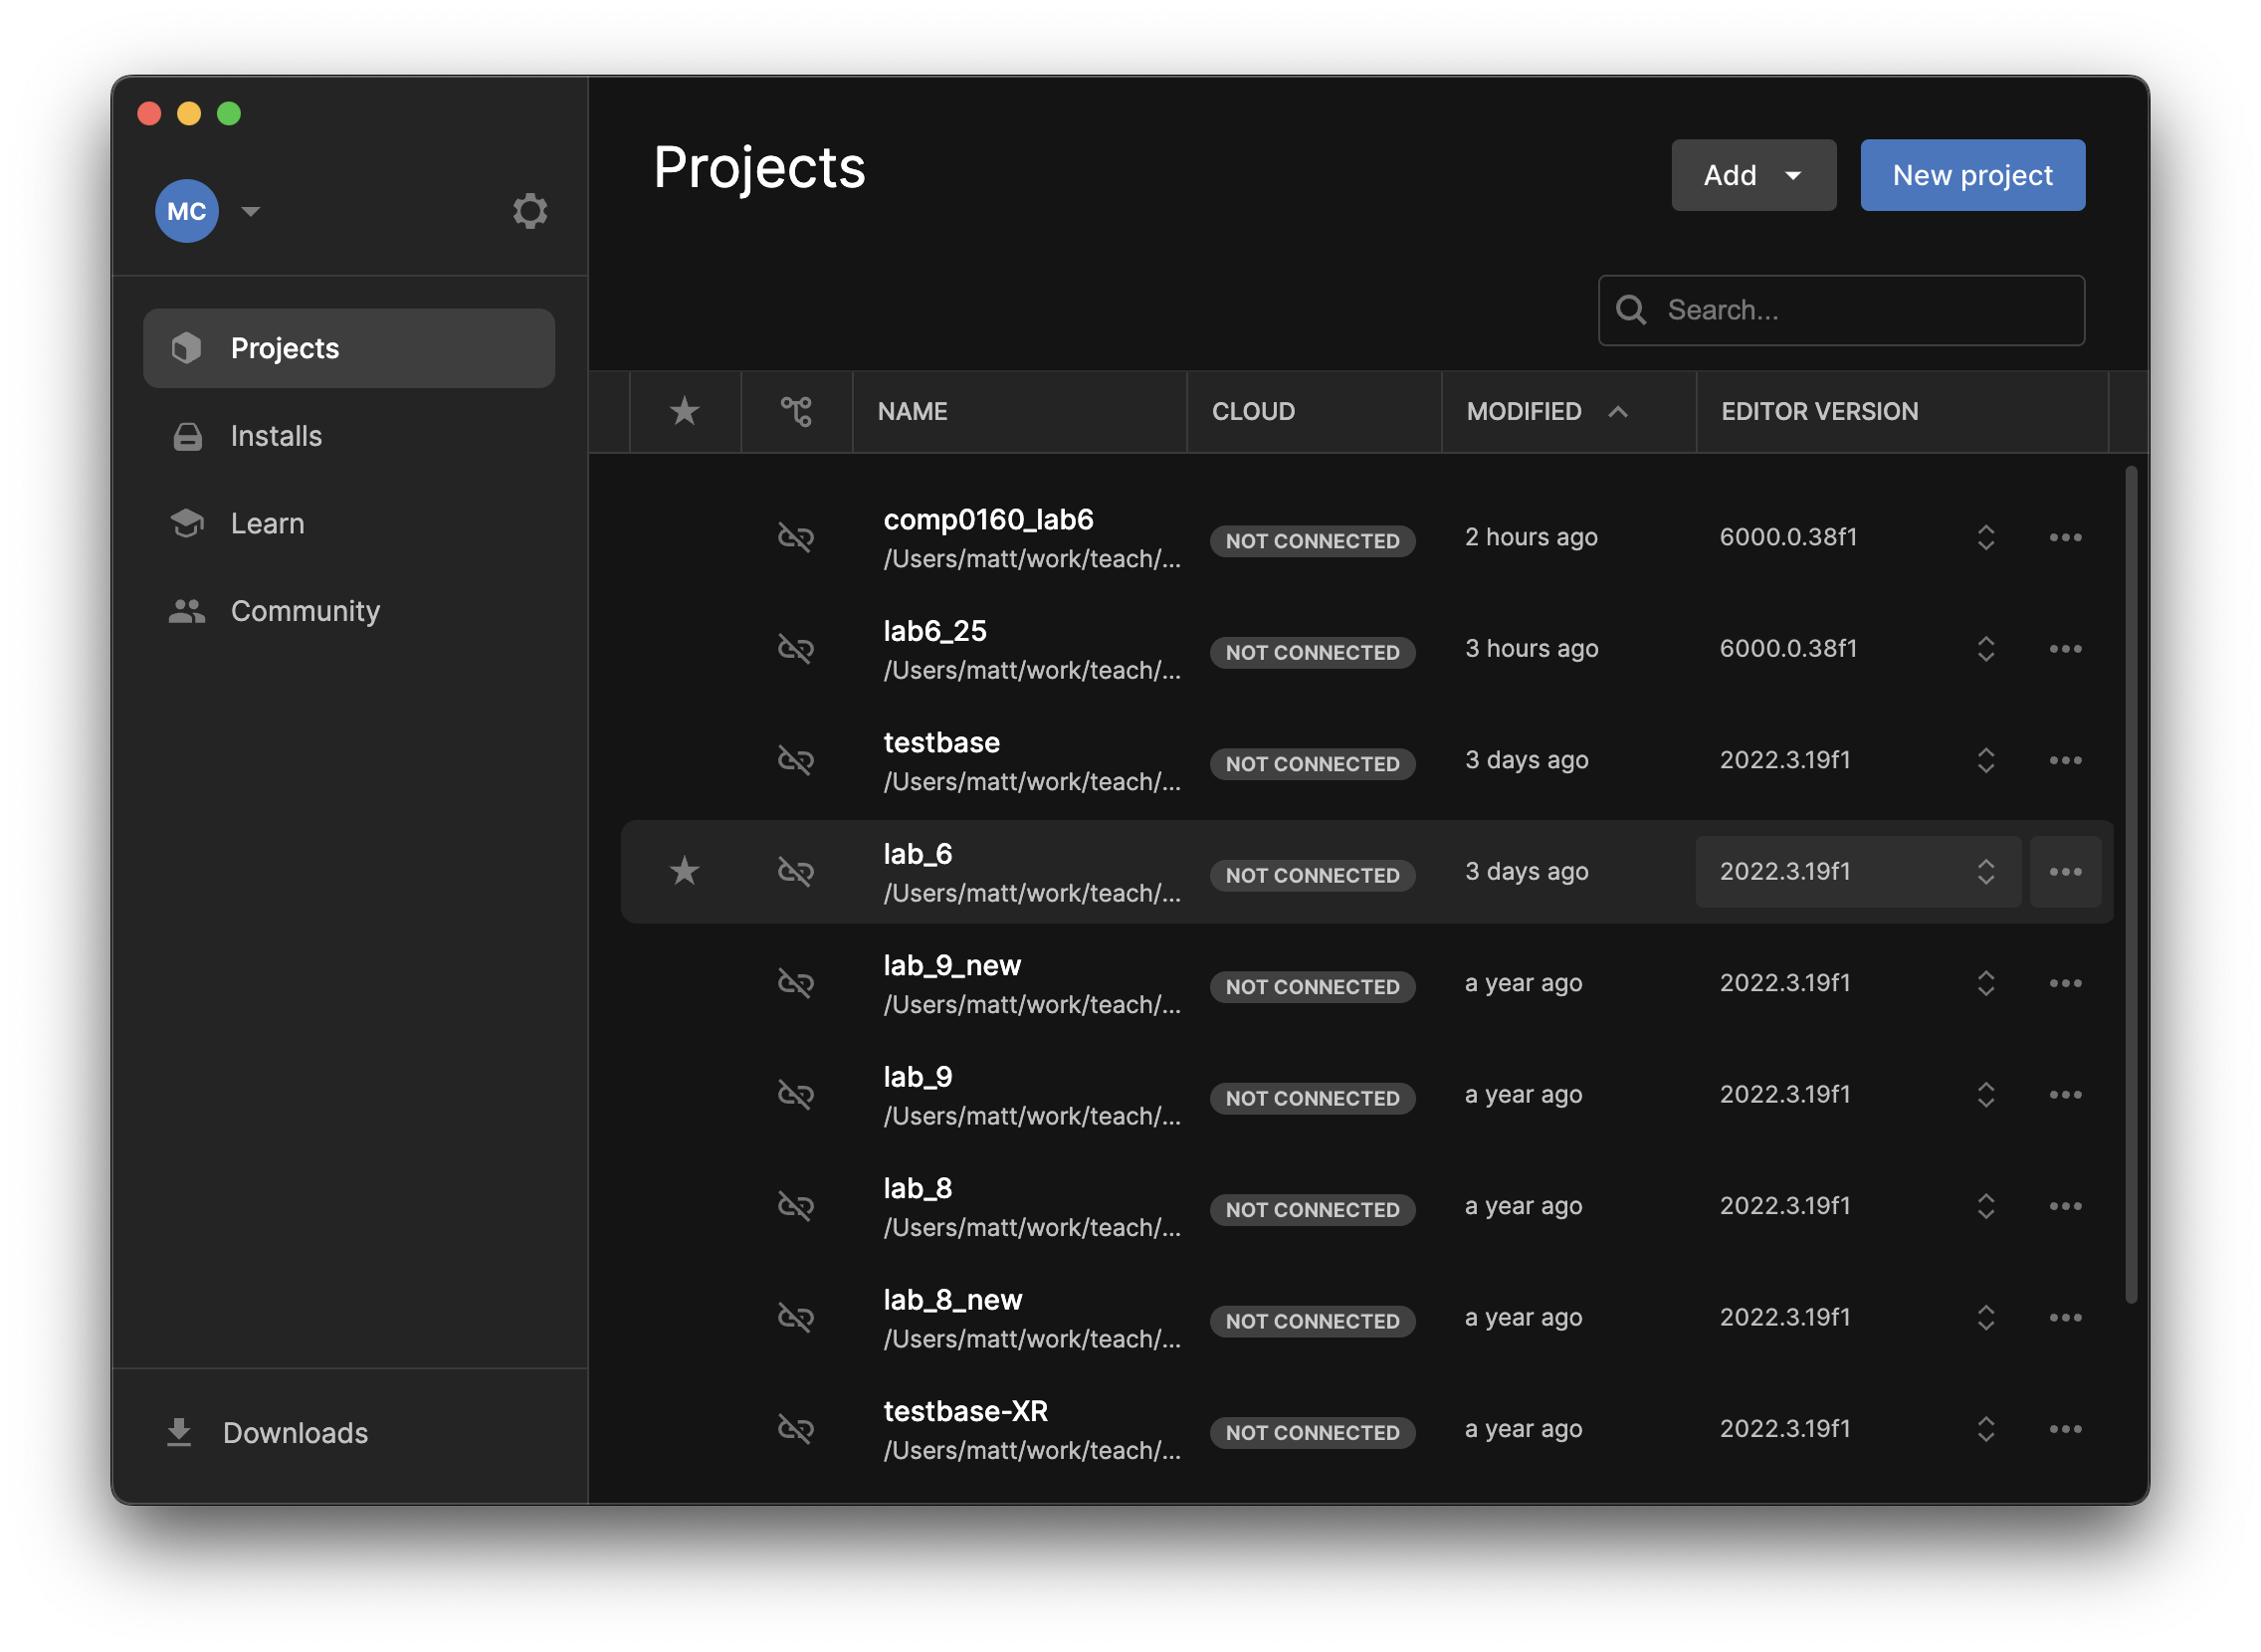 MC
Projects
Installs
Learn
Community
Downloads
Projects
Add
New project
Search...
NAME CLOUD MODIFIED EDITOR VERSION
comp0160_lab6
/Users/matt/work/teach/...
NOT CONNECTED 2 hours ago 6000.0.38f1
lab6_25
/Users/matt/work/teach/...
NOT CONNECTED 3 hours ago 6000.0.38f1
testbase
/Users/matt/work/teach/...
NOT CONNECTED 3 days ago 2022.3.19f1
lab_6
/Users/matt/work/teach/...
NOT CONNECTED 3 days ago 2022.3.19f1
lab_9_new
/Users/matt/work/teach/...
NOT CONNECTED a year ago 2022.3.19f1
lab_9
/Users/matt/work/teach/...
NOT CONNECTED a year ago 2022.3.19f1
lab_8
/Users/matt/work/teach/...
NOT CONNECTED a year ago 2022.3.19f1
lab_8_new
/Users/matt/work/teach/...
NOT CONNECTED a year ago 2022.3.19f1
testbase-XR
/Users/matt/work/teach/...
NOT CONNECTED a year ago 2022.3.19f1